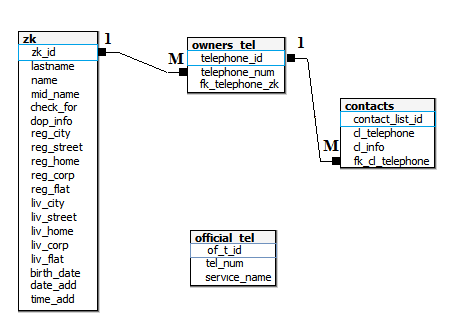 zk
zk_id
lastname
name
mid_name
check_for
dop_info
reg_city
reg_street
reg_home
reg_corp
reg_flat
liv_city
liv_street
liv_home
liv_corp
liv_flat
birth_date
date_add
time_add
1
M
owners_tel
telephone_id
telephone_num
fk_telephone_zk
1
M
contacts
contact_list_id
cl_telephone
cl_info
fk_cl_telephone
official_tel
of_t_id
tel_num
service_name